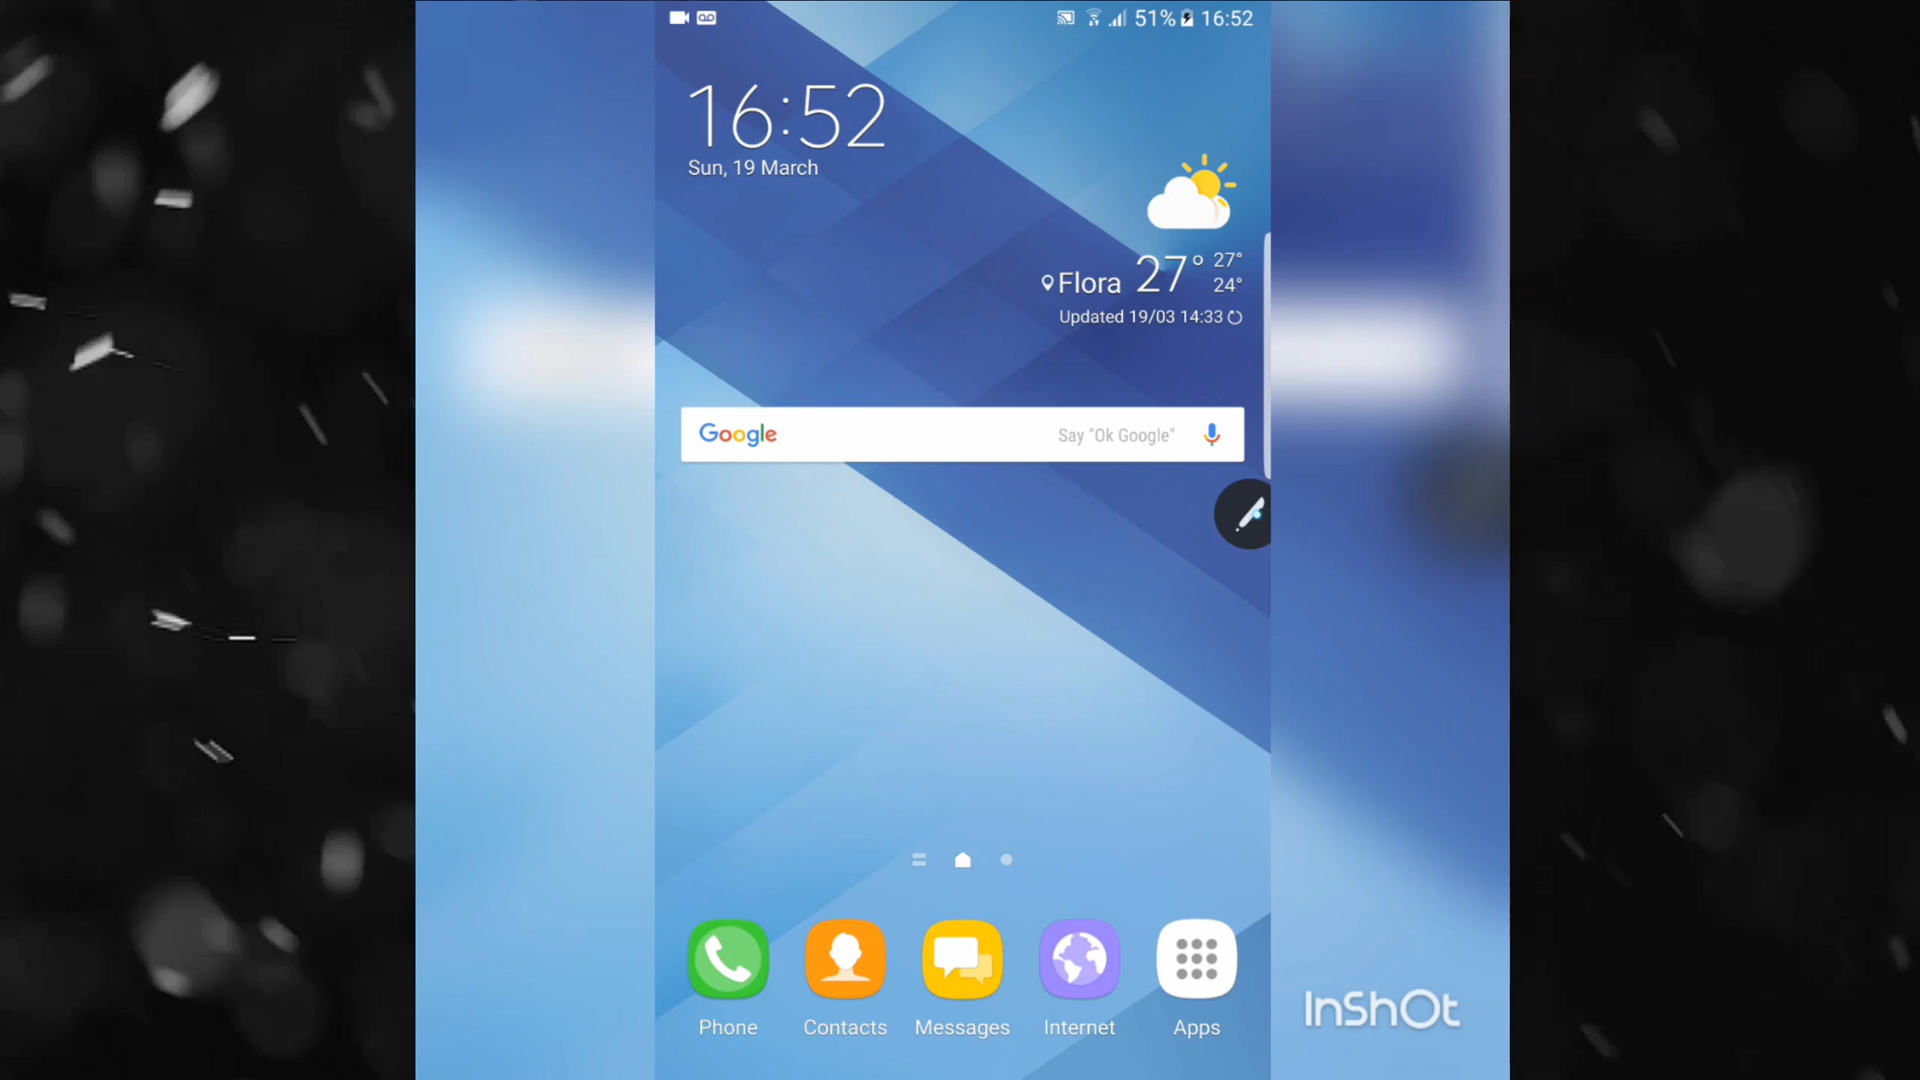 51% 16:52
16:52
Sun, 19 March
Flora 27° 27°
24°
Updated 19/03 14:33
Google Say "Ok Google"
Phone Contacts Messages Internet Apps
InShOt